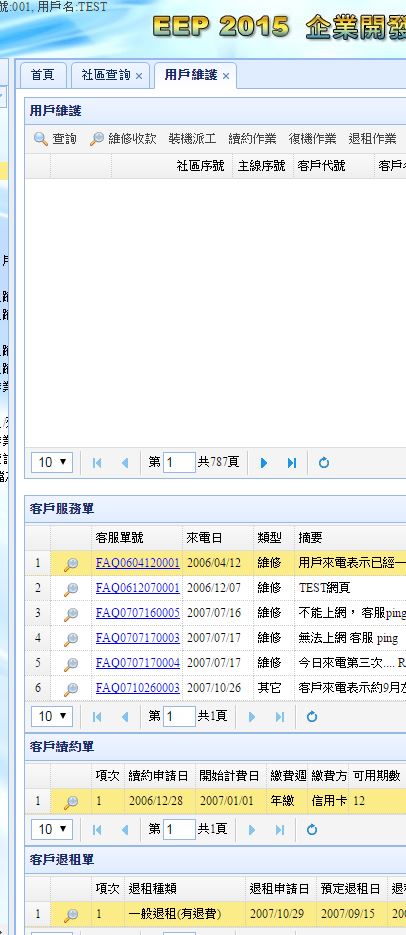 號:001, 用戶名:TEST
EEP 2015 企業開發
首頁 社區查詢 用戶維護
用戶維護
查詢 維修收款 裝機派工 續約作業 復機作業 退租作業
社區序號 主線序號 客戶代號 客戶名
10 第 1 共787頁
客戶服務單
客服單號 來電日 類型 摘要
1 FAQ0604120001 2006/04/12 維修 用戶來電表示已經一
2 FAQ0612070001 2006/12/07 維修 TEST網頁
3 FAQ0707160005 2007/07/16 維修 不能上網， 客服ping
4 FAQ0707170003 2007/07/17 維修 無法上網 客服 ping
5 FAQ0707170004 2007/07/17 維修 今日來電第三次.... R
6 FAQ0710260003 2007/10/26 其它 客戶來電表示約9月左
10 第 1 共1頁
客戶續約單
項次 續約申請日 開始計費日 繳費週 繳費方 可用期數
1 1 2006/12/28 2007/01/01 年繳 信用卡 12
10 第 1 共1頁
客戶退租單
項次 退租種類 退租申請日 預定退租日 退
1 1 一般退租(有退費) 2007/10/29 2007/09/15 200